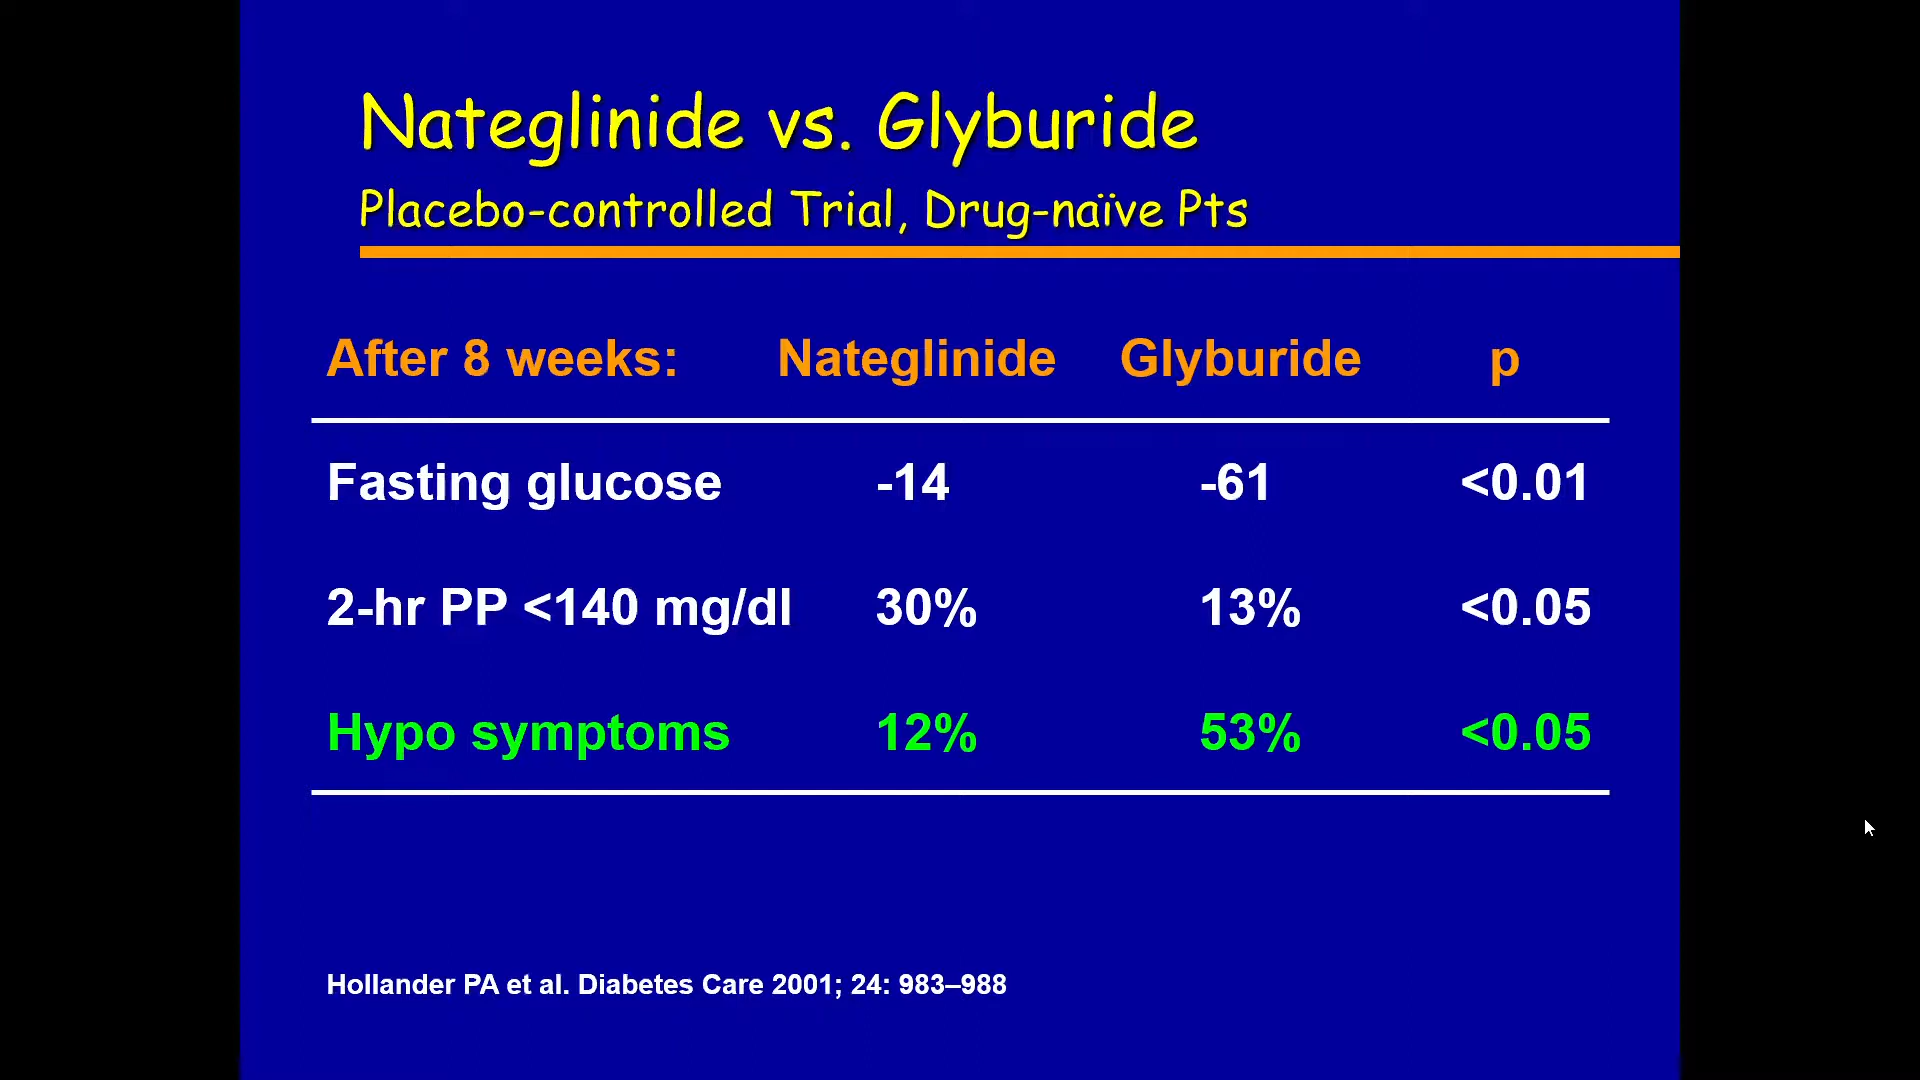 Nateglinide vs. Glyburide
Placebo-controlled Trial, Drug-naïve Pts
After 8 weeks: Nateglinide Glyburide p
Fasting glucose -14 -61 <0.01
2-hr PP <140 mg/dl 30% 13% <0.05
Hypo symptoms 12% 53% <0.05
Hollander PA et al. Diabetes Care 2001; 24: 983–988